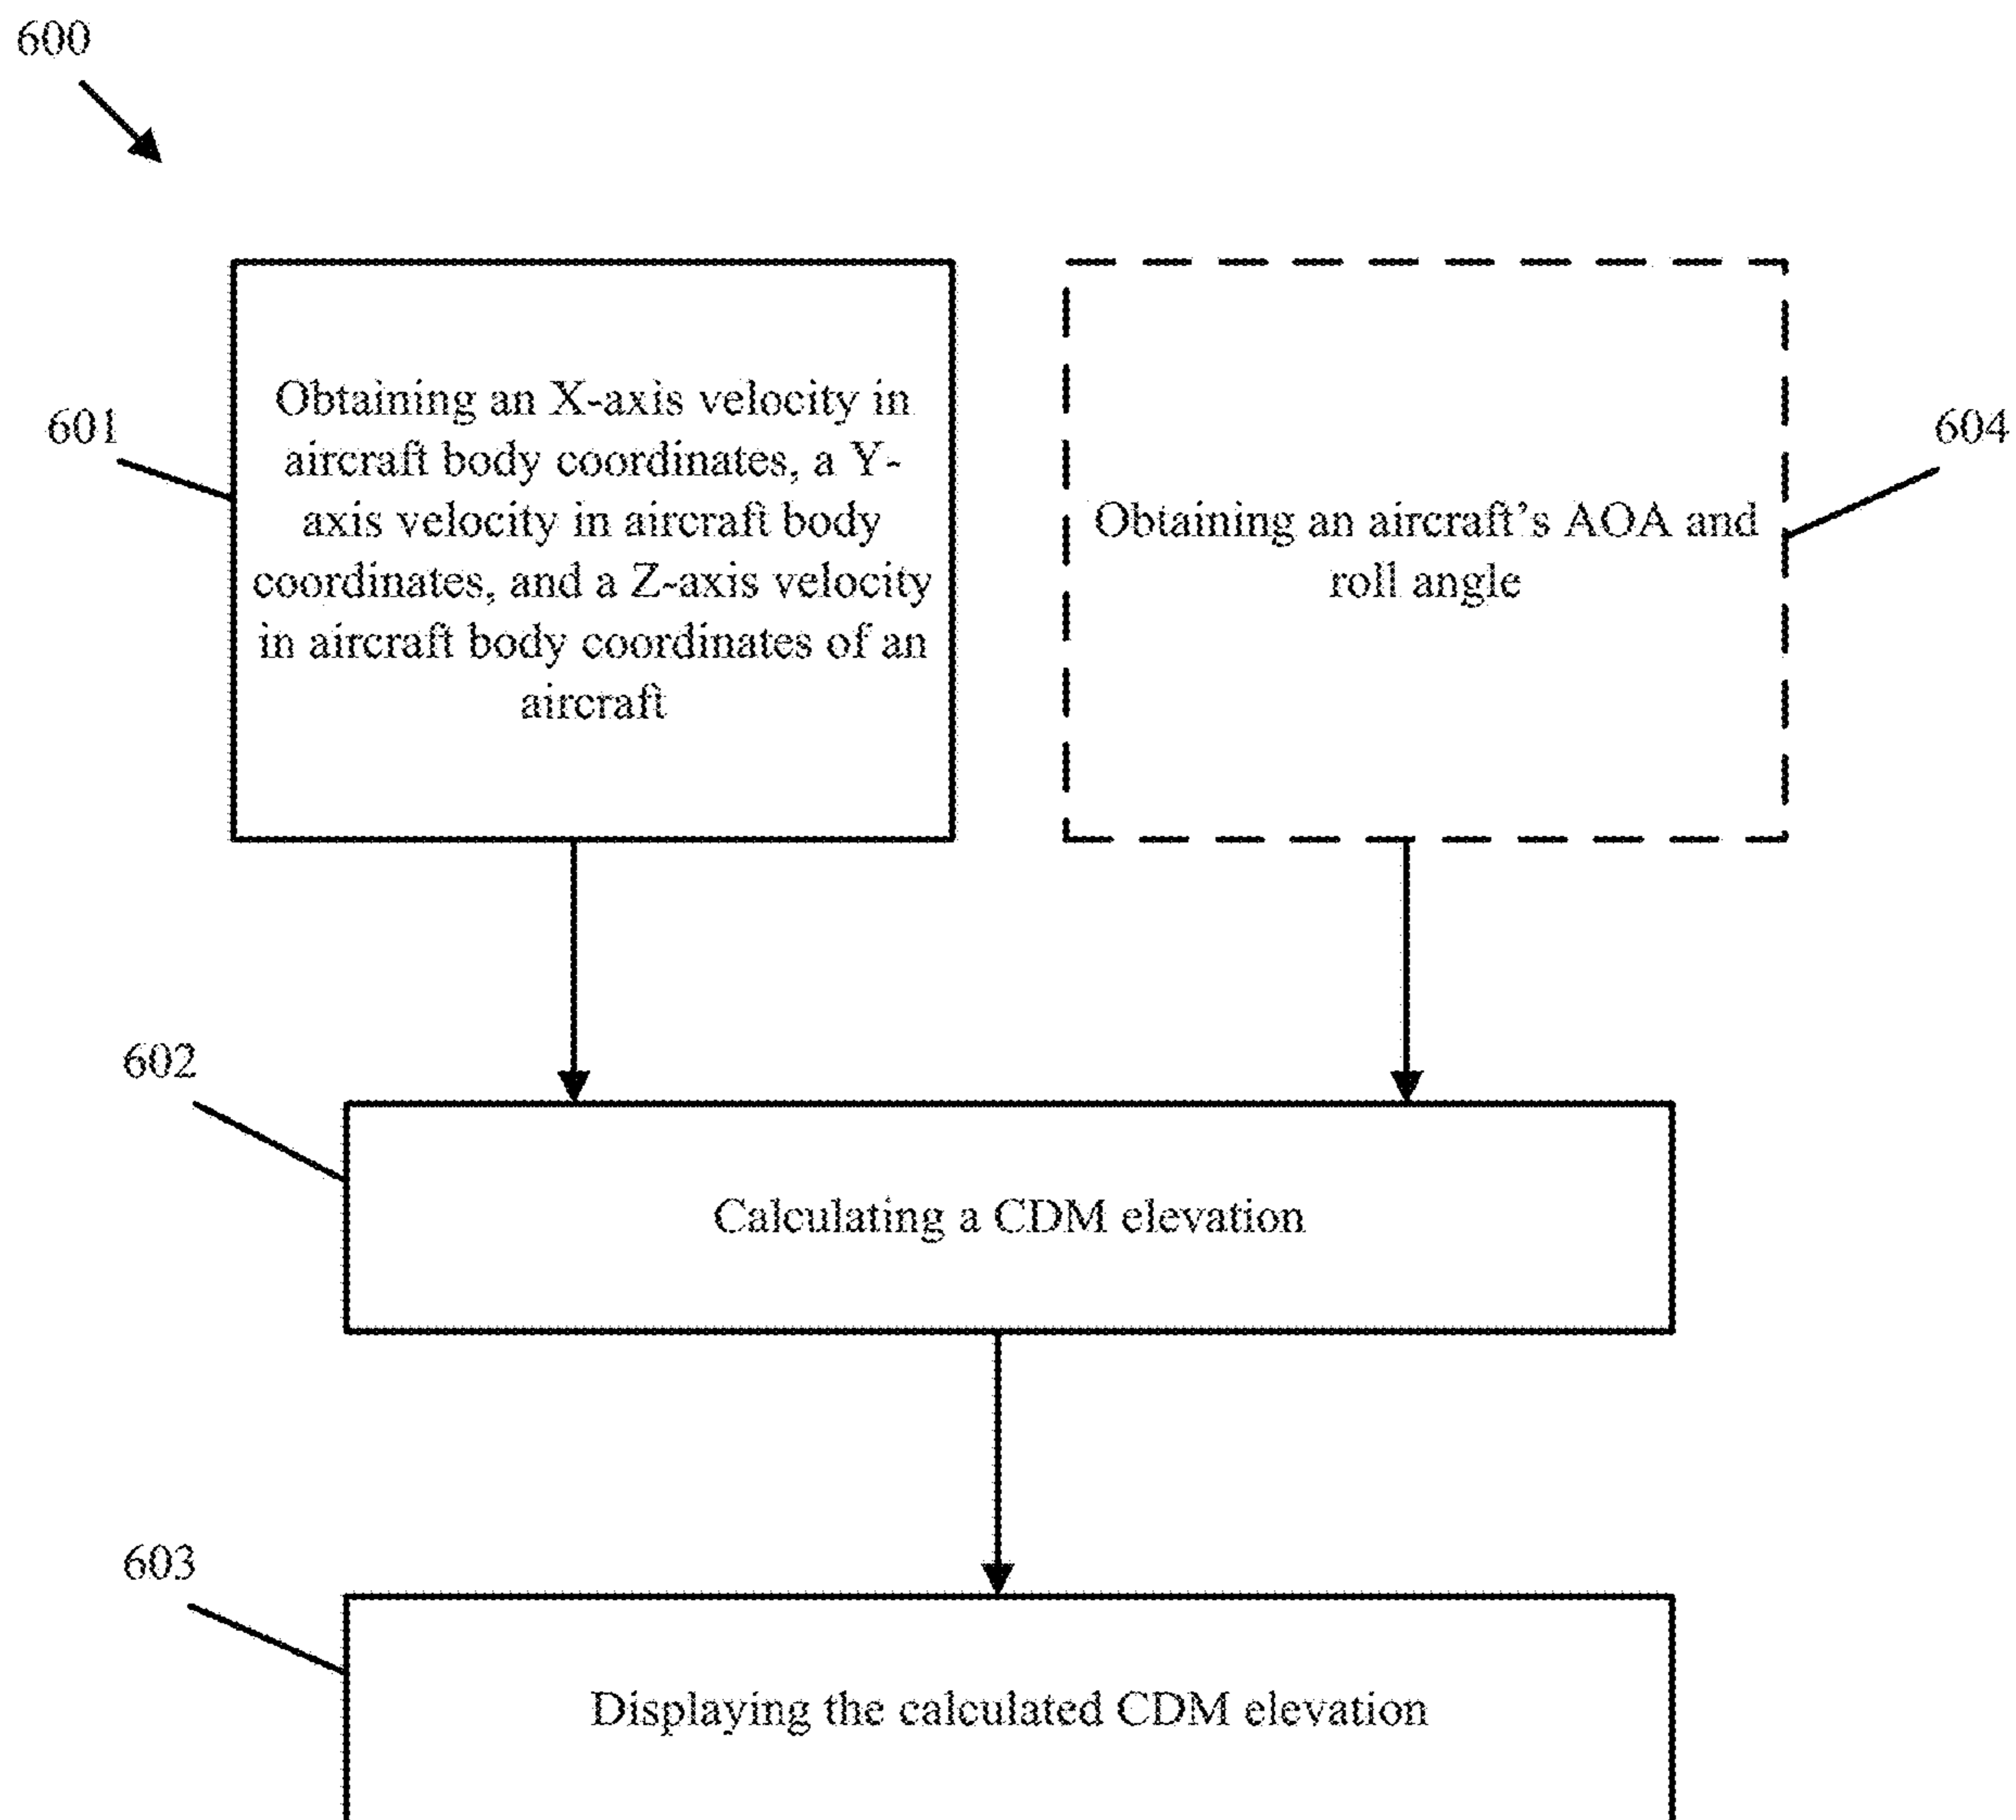 600
601
Obtaining an X-axis velocity in
aircraft body coordinates, a Y-
axis velocity in aircraft body
coordinates, and a Z-axis velocity
in aircraft body coordinates of an
aircraft
Obtaining an aircraft's AOA and
roll angle
604
602
Calculating a CDM elevation
603
Displaying the calculated CDM elevation